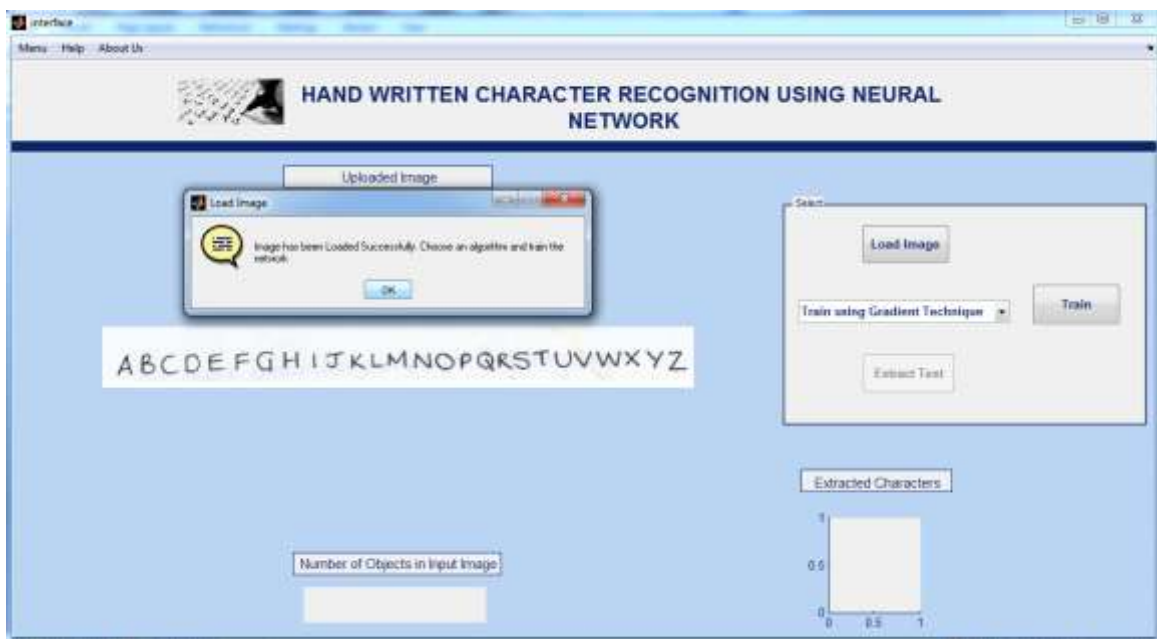 interface
Menu Help About Us
HAND WRITTEN CHARACTER RECOGNITION USING NEURAL
NETWORK
Uploaded Image
Load Image
Image has been Loaded Successfully. Choose an algorithm and train the
network
OK
ABCDEFGHIJKLMNOPQRSTUVWXYZ
Select
Load Image
Train using Gradient Technique
Train
Extract Text
Extracted Characters
1
0.5
0
0 0.5 1
Number of Objects in Input Image